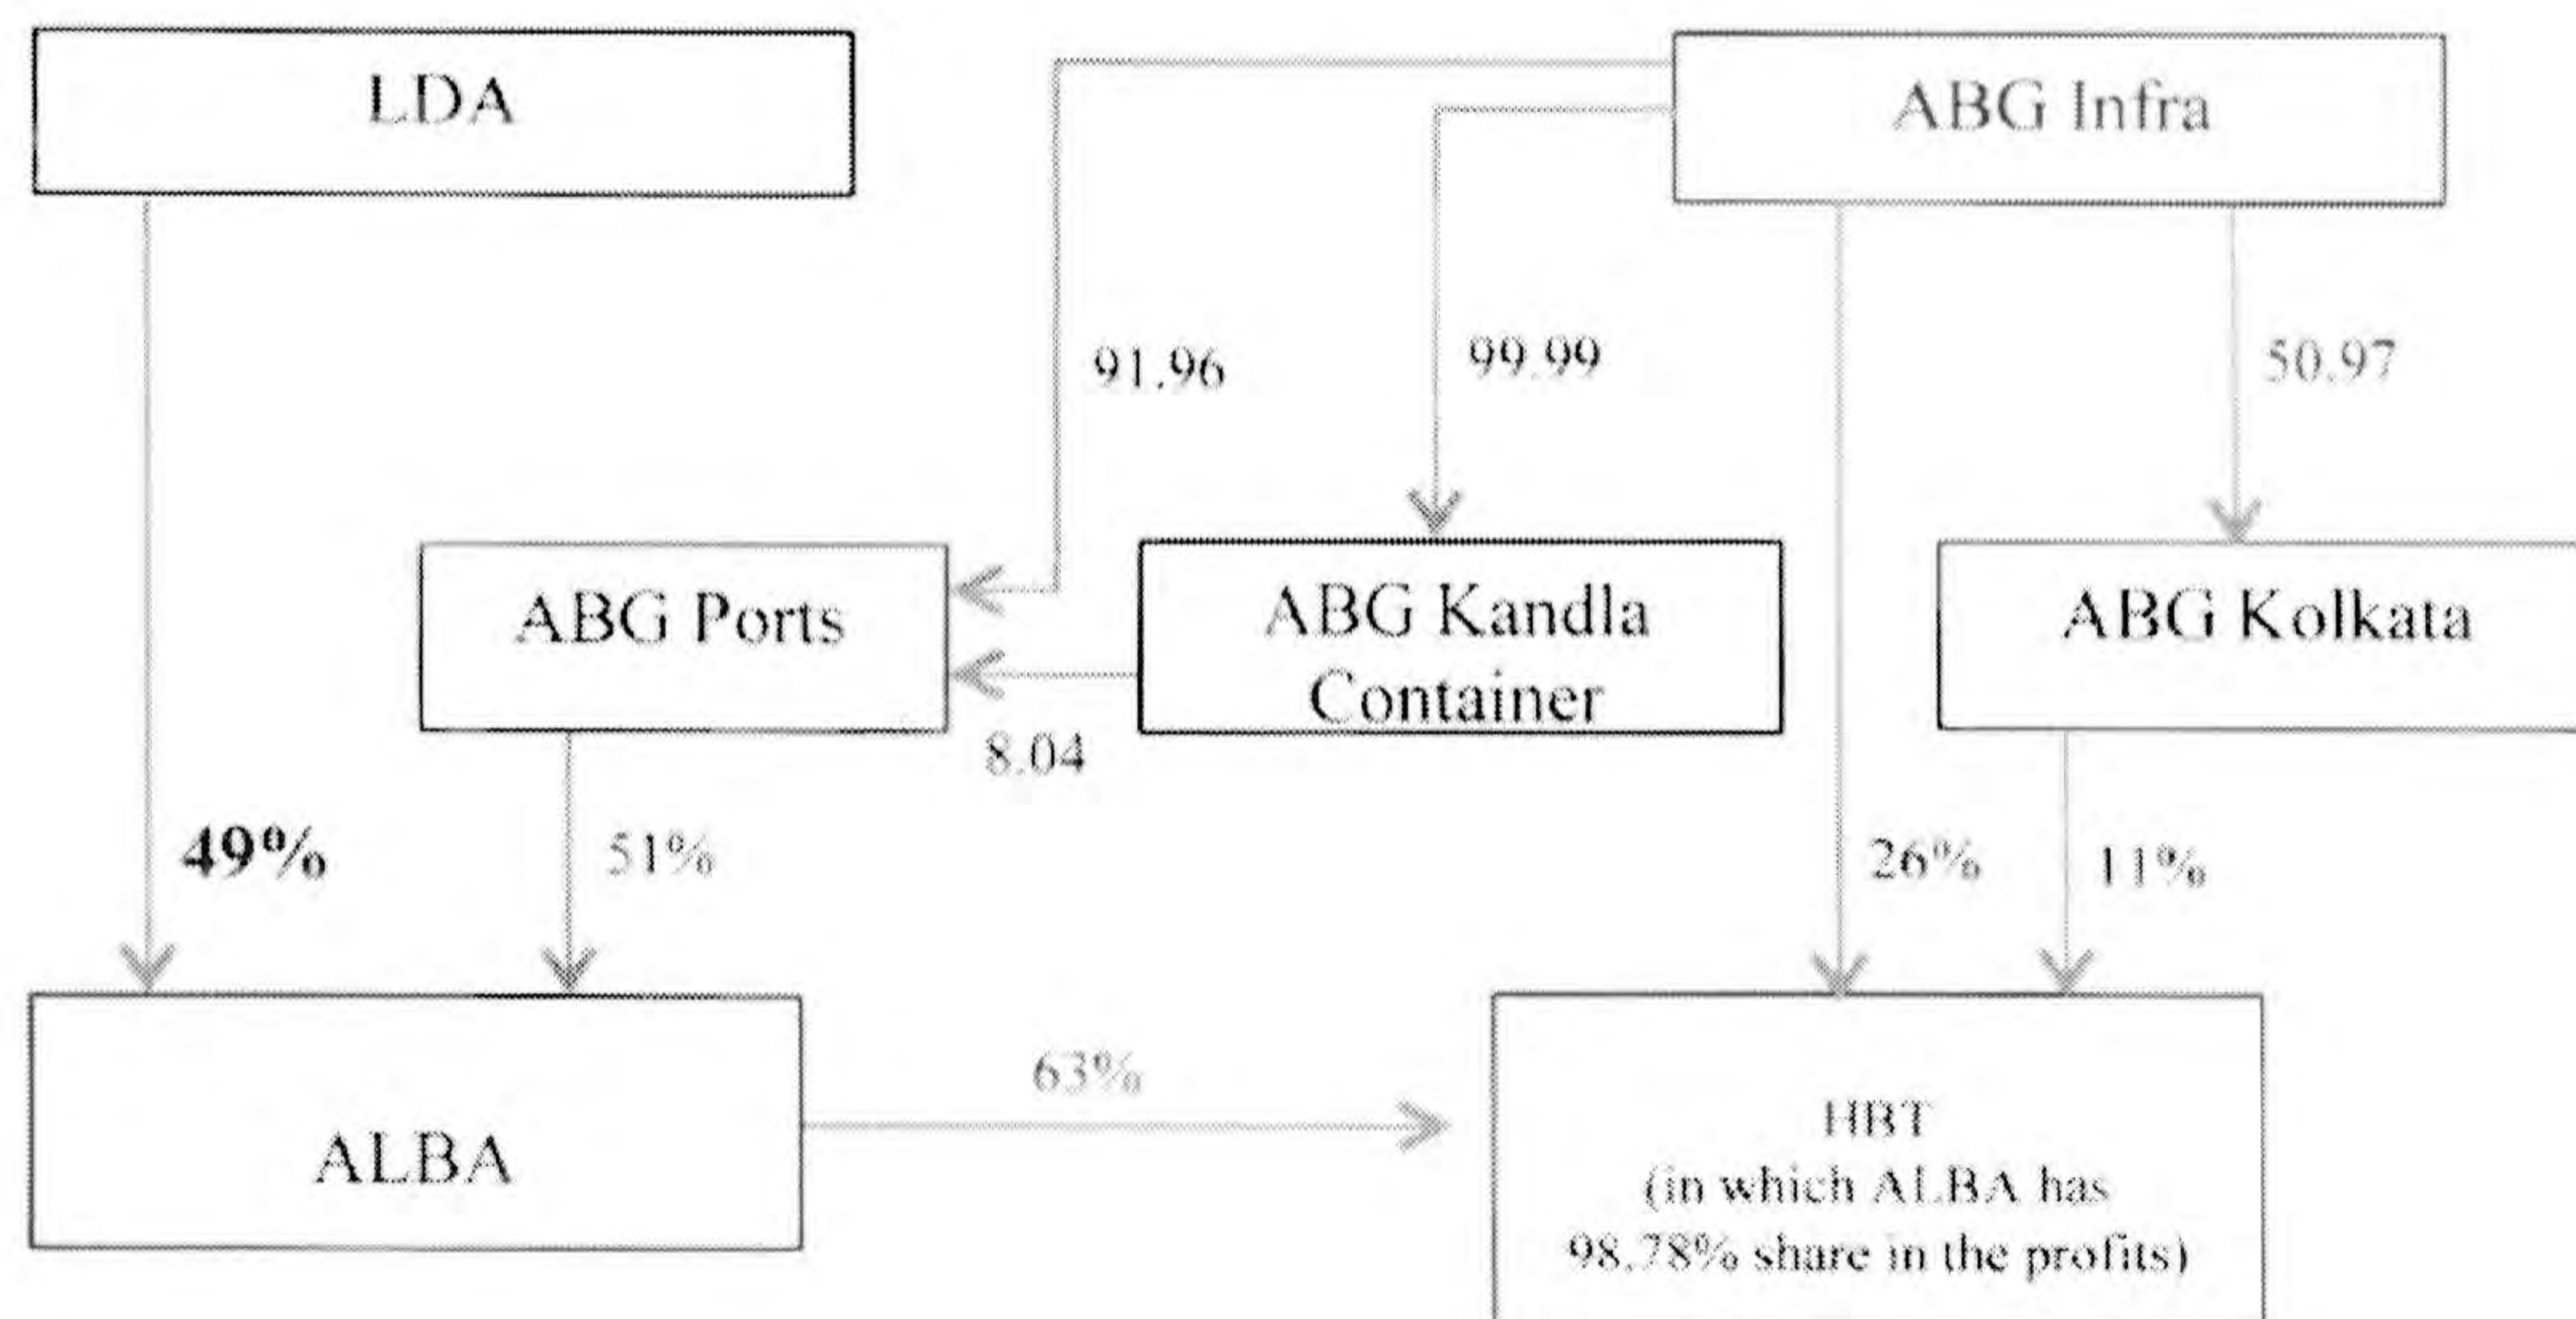 LDA
ABG Infra
91.96
99.99
50.97
ABG Ports
ABG Kandla
Container
ABG Kolkata
8.04
49%
51%
26%
11%
63%
ALBA
HBT
(in which ALBA has
98.78% share in the profits)